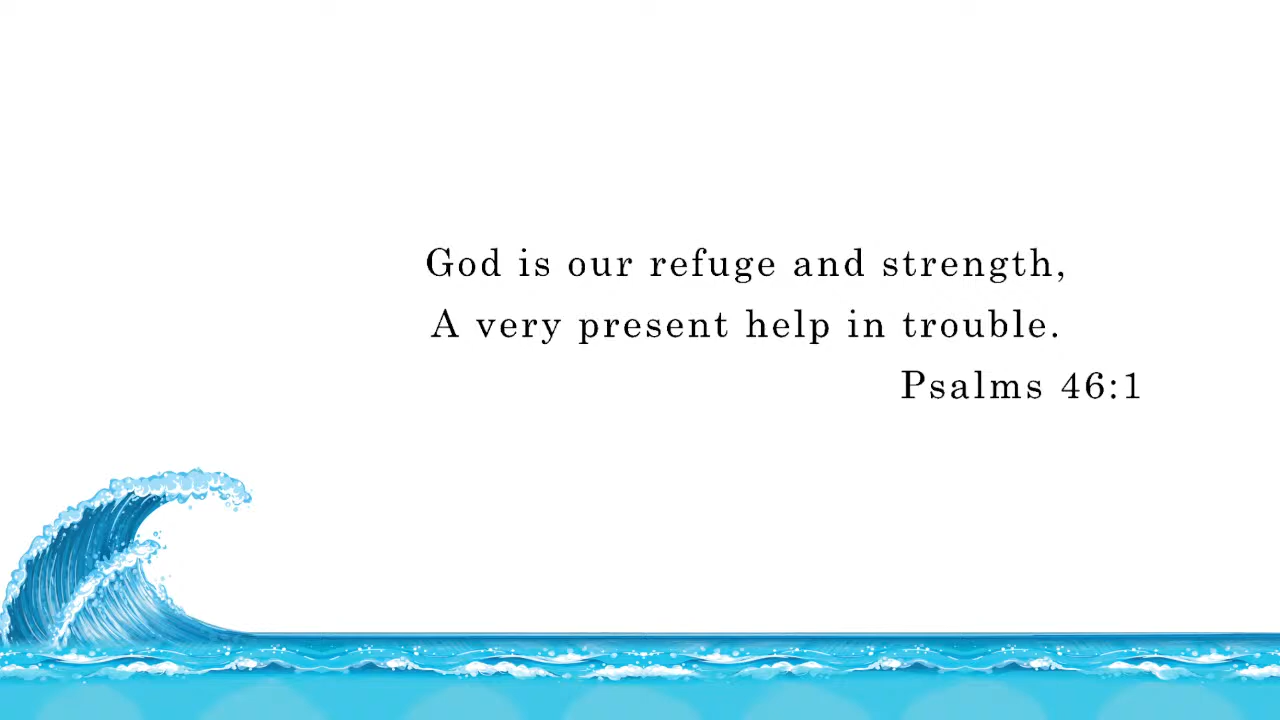 God is our refuge and strength,
A very present help in trouble.
Psalms 46:1